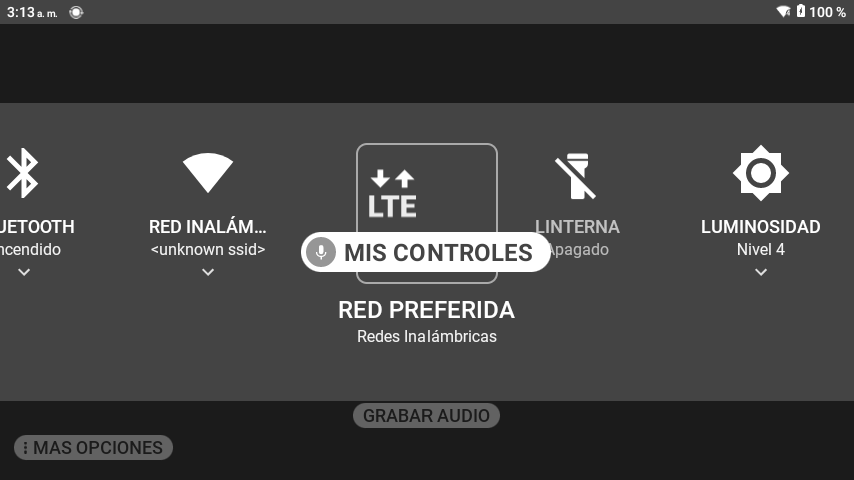 3:13 a. m.
100 %
LTE
UETOOTH
ncendido
RED INALÁM...
<unknown ssid>
LINTERNA
Apagado
LUMINOSIDAD
Nivel 4
MIS CONTROLES
RED PREFERIDA
Redes Inalámbricas
GRABAR AUDIO
MAS OPCIONES